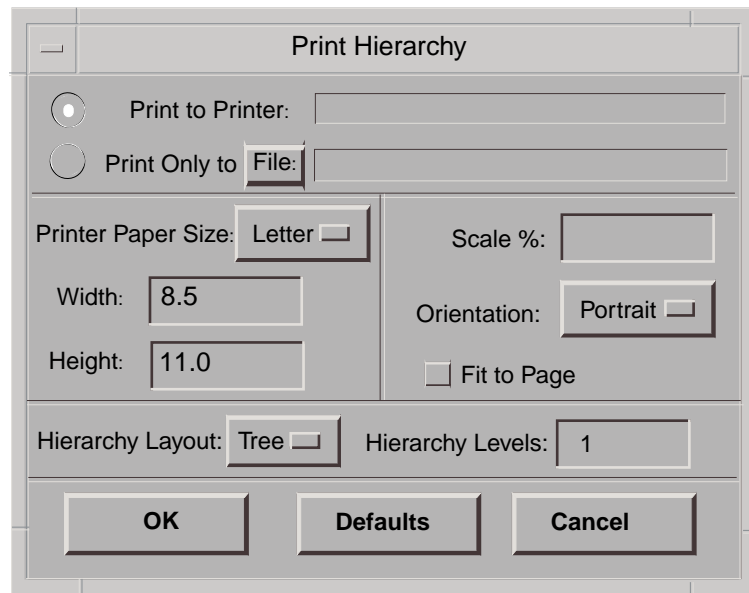 Print Hierarchy
Print to Printer:
Print Only to File:
Printer Paper Size: Letter
Width: 8.5
Height: 11.0
Scale %:
Orientation: Portrait
Fit to Page
Hierarchy Layout: Tree Hierarchy Levels: 1
OK Defaults Cancel